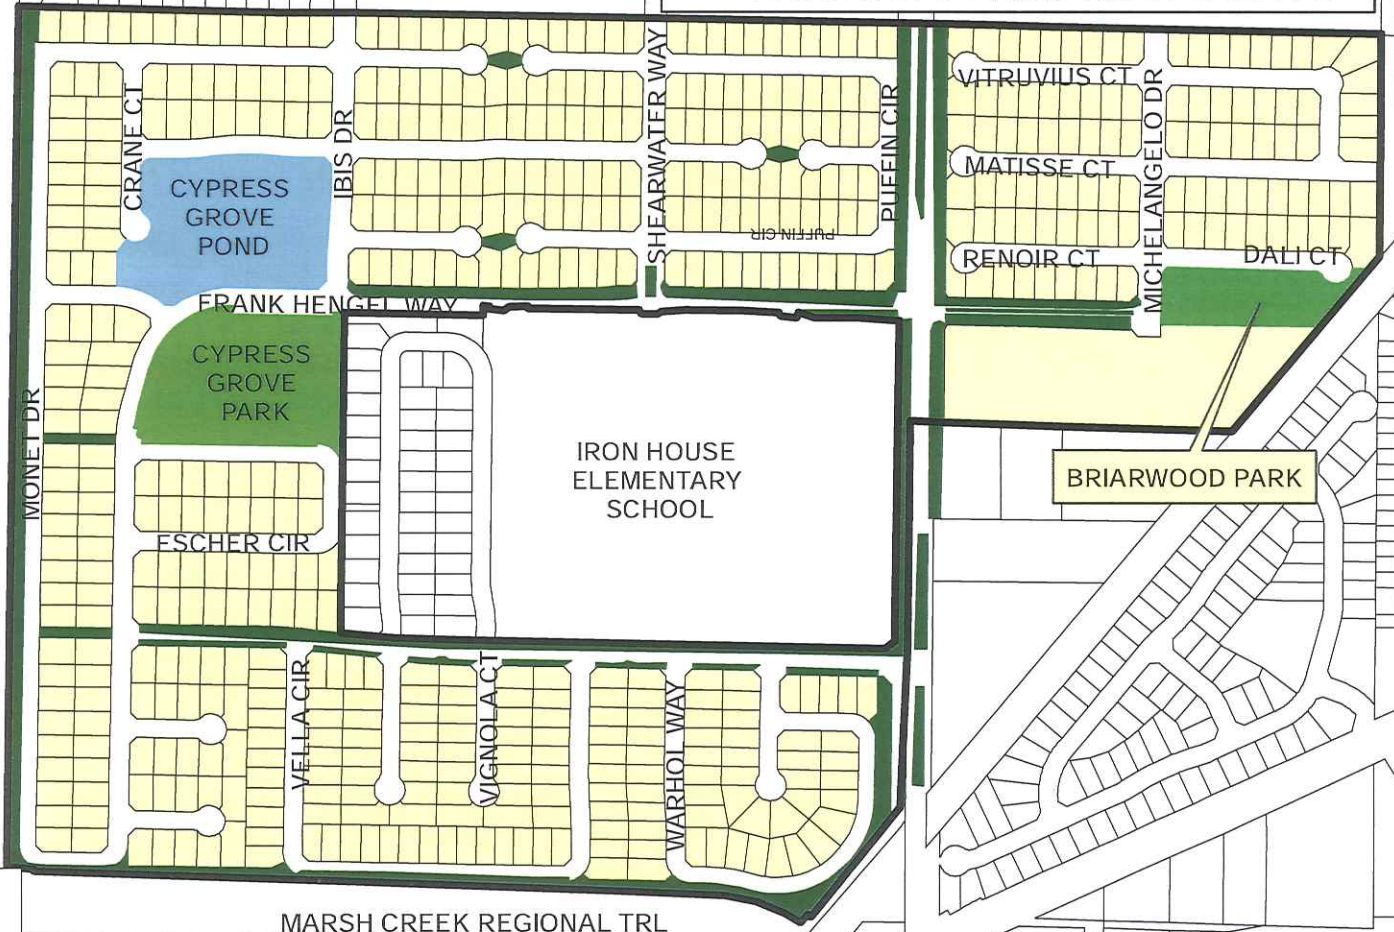 VITRUVIUS CT
CRANE CT
IBIS DR
SHEARWATER WAY
PUFFIN CIR
MICHELANGELO DR
MATISSE CT
CYPRESS
GROVE
POND
PUFFIN CIR
RENOIR CT
DALI CT
FRANK HENGEL WAY
CYPRESS
GROVE
PARK
MONET DR
IRON HOUSE
ELEMENTARY
SCHOOL
BRIARWOOD PARK
ESCHER CIR
VELLA CIR
VIGNOLA CT
WARHOL WAY
MARSH CREEK REGIONAL TRL